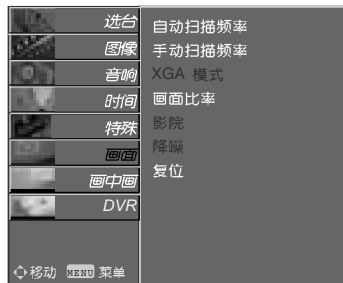 选台
图像
音响
时间
特殊
画面
画中画
DVR
移动 MENU 菜单
自动扫描频率
手动扫描频率
XGA 模式
画面比率
影院
降噪
复位